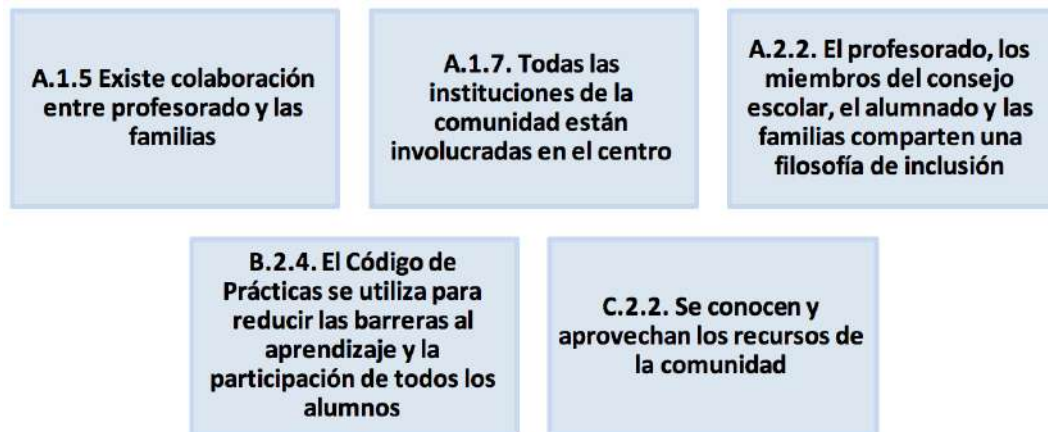 A.1.5 Existe colaboración
entre profesorado y las
familias
A.1.7. Todas las
instituciones de la
comunidad están
involucradas en el centro
A.2.2. El profesorado, los
miembros del consejo
escolar, el alumnado y las
familias comparten una
filosofía de inclusión
B.2.4. El Código de
Prácticas se utiliza para
reducir las barreras al
aprendizaje y la
participación de todos los
alumnos
C.2.2. Se conocen y
aprovechan los recursos de
la comunidad